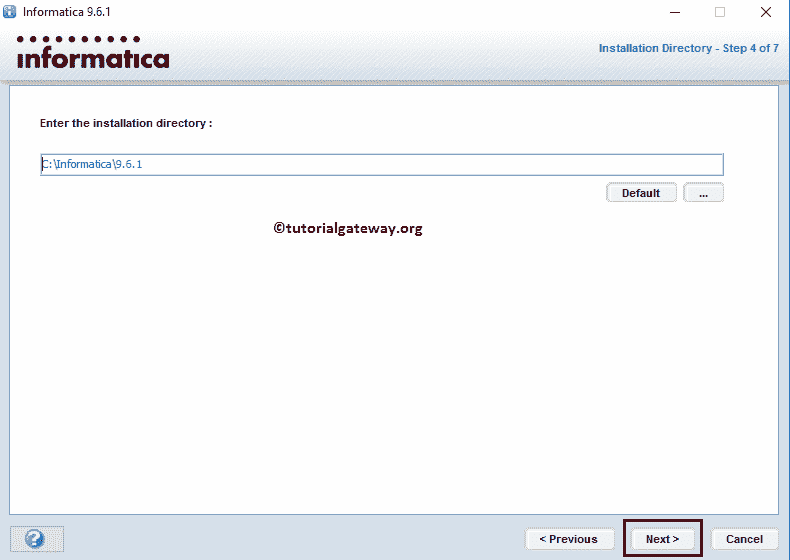 Informatica 9.6.1
informatica
Installation Directory - Step 4 of 7
Enter the installation directory :
C:\Informatica\9.6.1
Default
...
©tutorialgateway.org
?
< Previous
Next >
Cancel